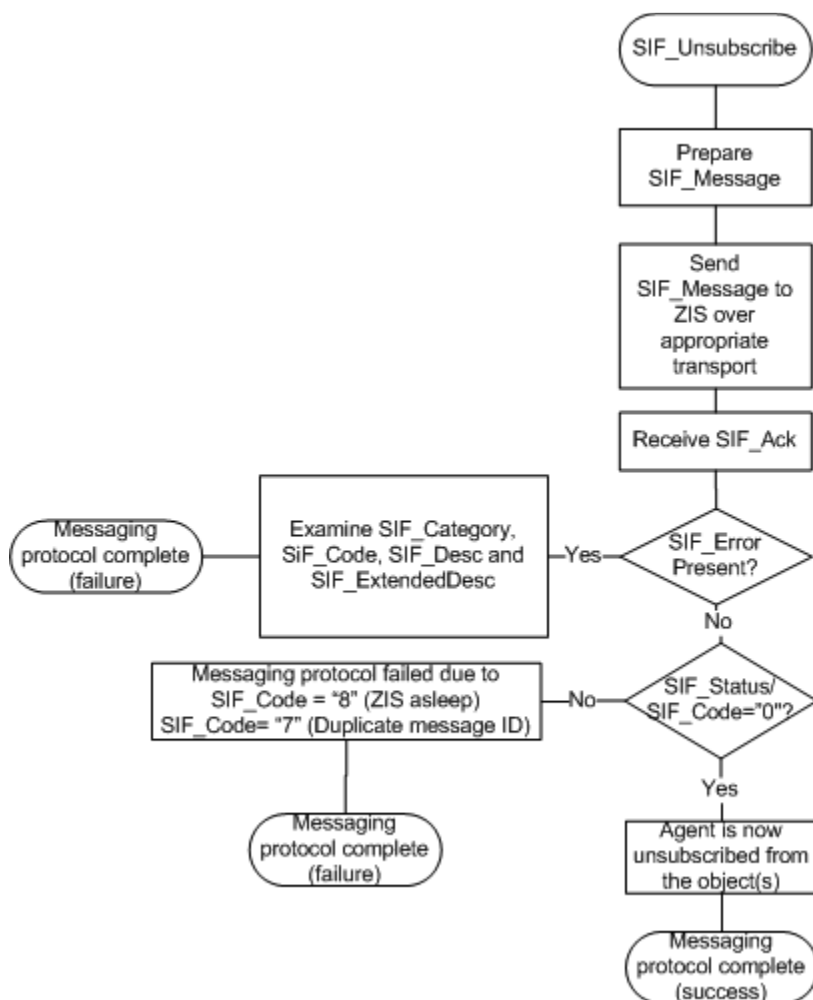 SIF_Unsubscribe
Prepare
SIF_Message
Send
SIF_Message to
ZIS over
appropriate
transport
Receive SIF_Ack
SIF_Error
Present?
Yes
Examine SIF_Category,
SiF_Code, SIF_Desc and
SIF_ExtendedDesc
Messaging
protocol complete
(failure)
No
SIF_Status/
SIF_Code="0"?
No
Messaging protocol failed due to
SIF_Code = “8” (ZIS asleep)
SIF_Code= “7” (Duplicate message ID)
Messaging
protocol complete
(failure)
Yes
Agent is now
unsubscribed from
the object(s)
Messaging
protocol complete
(success)